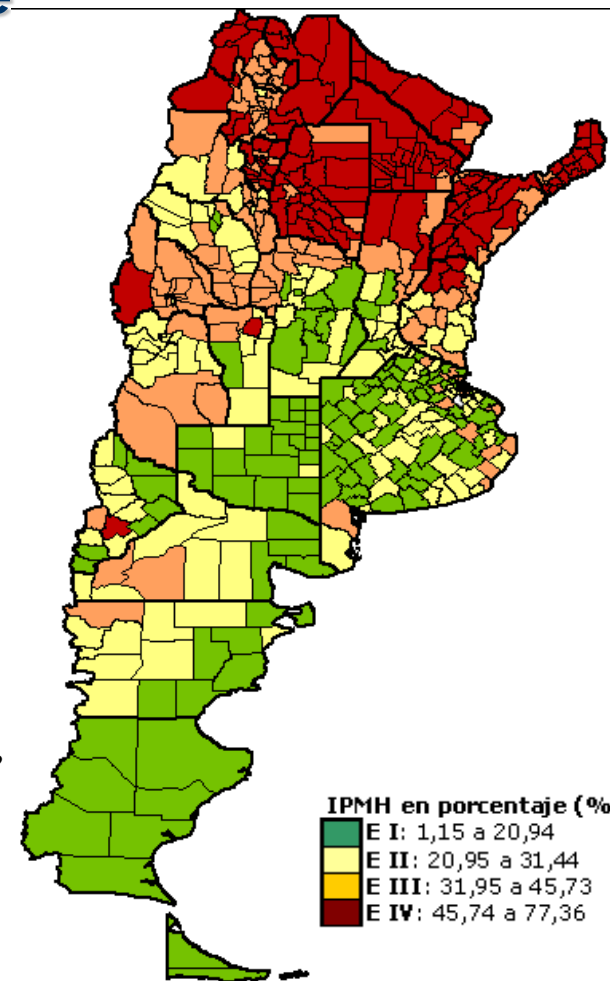 IPMH en porcentaje (%
E I: 1,15 a 20,94
E II: 20,95 a 31,44
E III: 31,95 a 45,73
E IV: 45,74 a 77,36